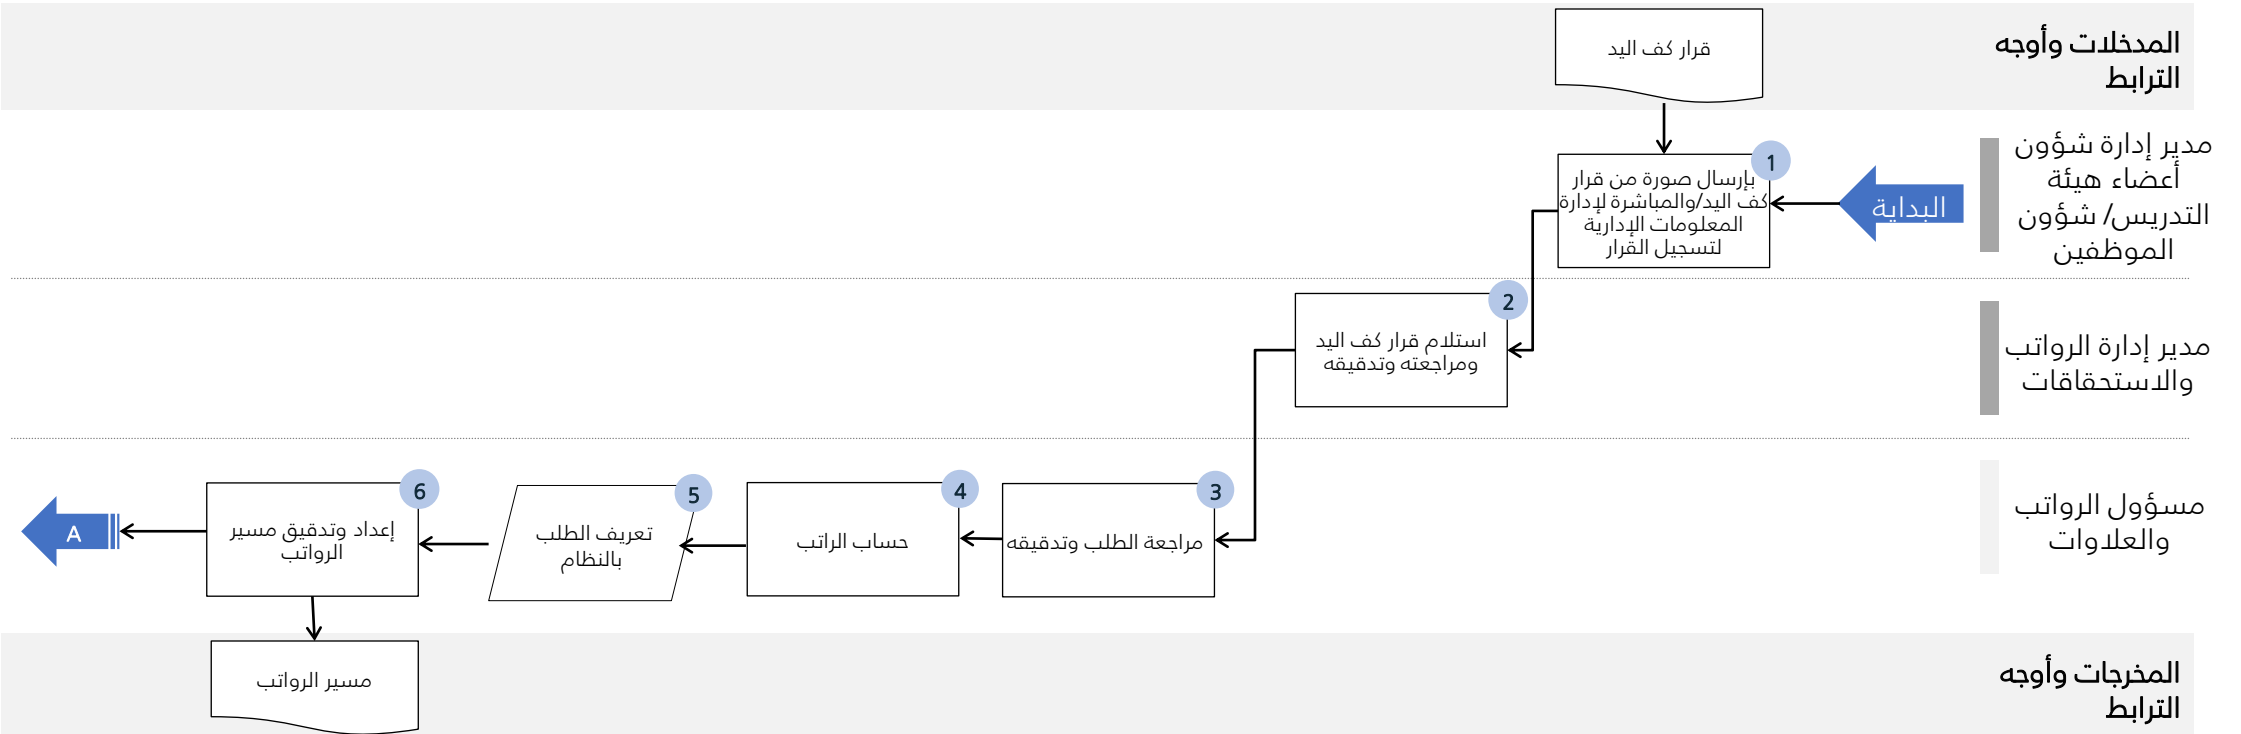 المدخلات وأوجه
الترابط
قرار كف اليد
مدير إدارة شؤون
أعضاء هيئة
التدريس/ شؤون
الموظفين
البداية
1
بإرسال صورة من قرار
كف اليد/والمباشرة لإدارة
المعلومات الإدارية
لتسجيل القرار
مدير إدارة الرواتب
والاستحقاقات
2
استلام قرار كف اليد
ومراجعته وتدقيقه
مسؤول الرواتب
والعلاوات
3
مراجعة الطلب وتدقيقه
4
حساب الراتب
5
تعريف الطلب
بالنظام
6
إعداد وتدقيق مسير
الرواتب
A
المخرجات وأوجه
الترابط
مسير الرواتب